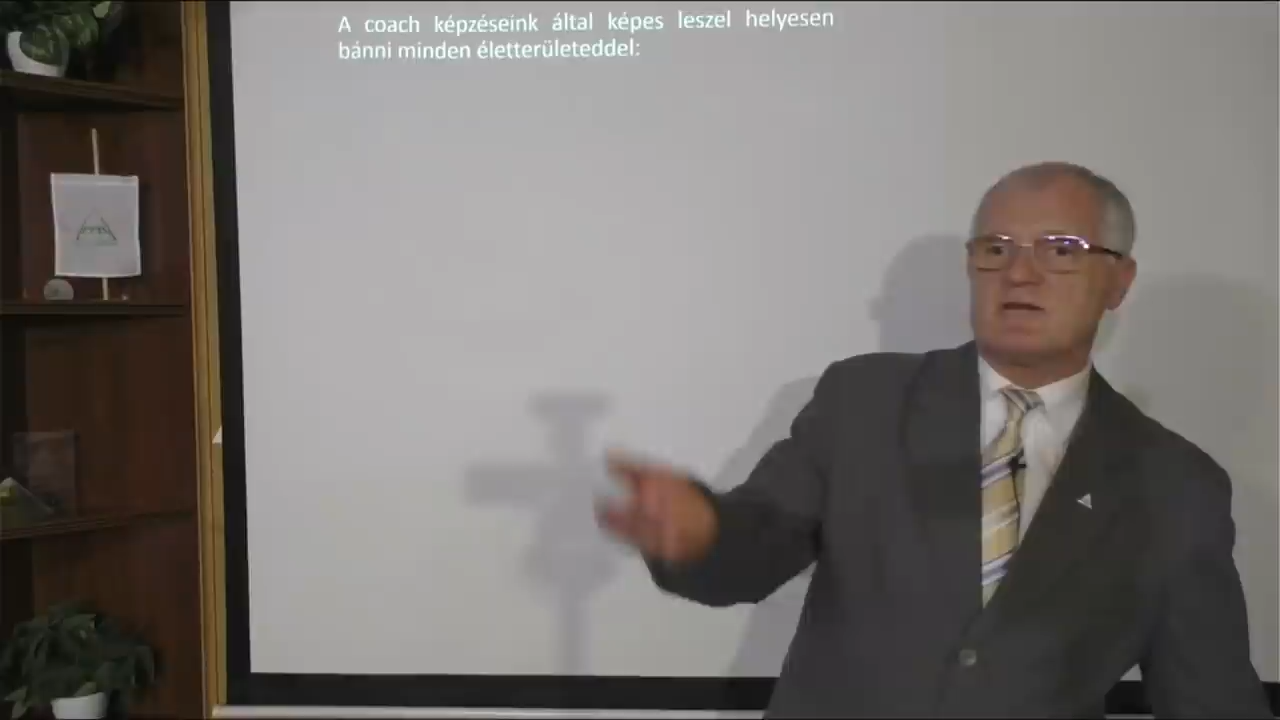 A coach képzéseink által képes leszel helyesen
bánni minden életterületeddel: